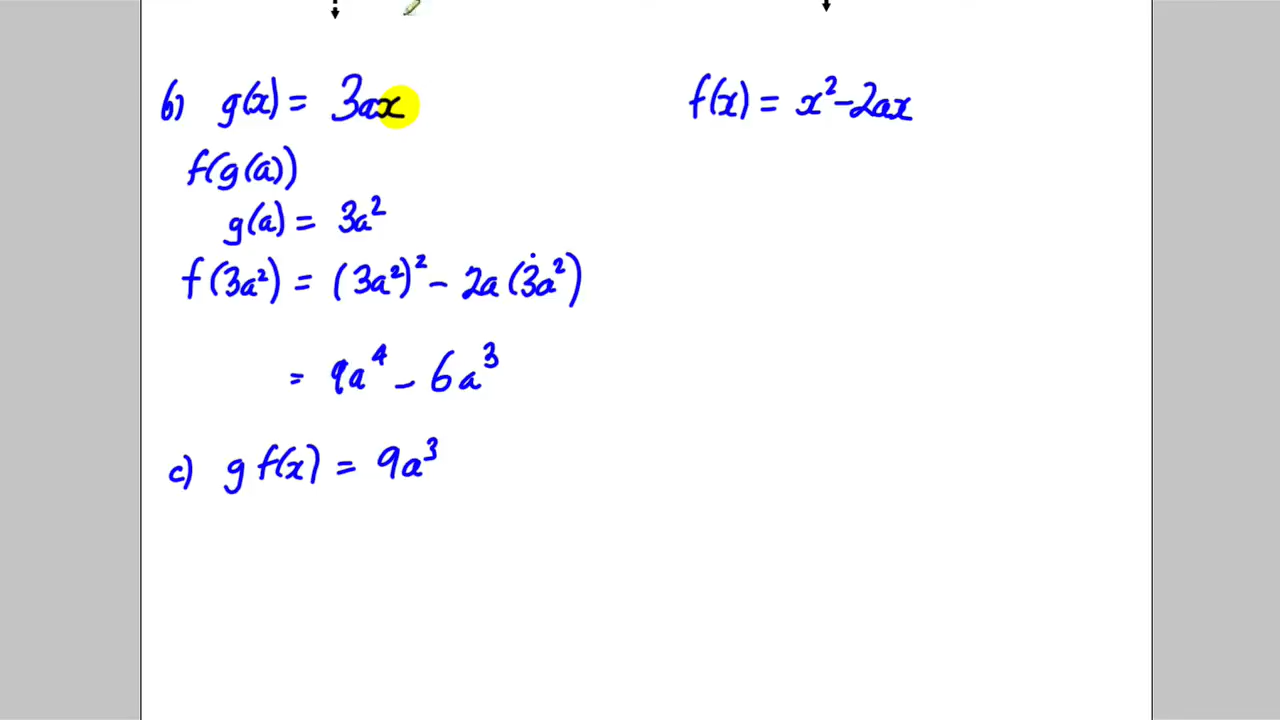 b) g(x) = 3ax
f(x) = x² - 2ax
f(g(a))
g(a) = 3a²
f(3a²) = (3a²)² - 2a(3a²)
= 9a⁴ - 6a³
c) g f(x) = 9a³